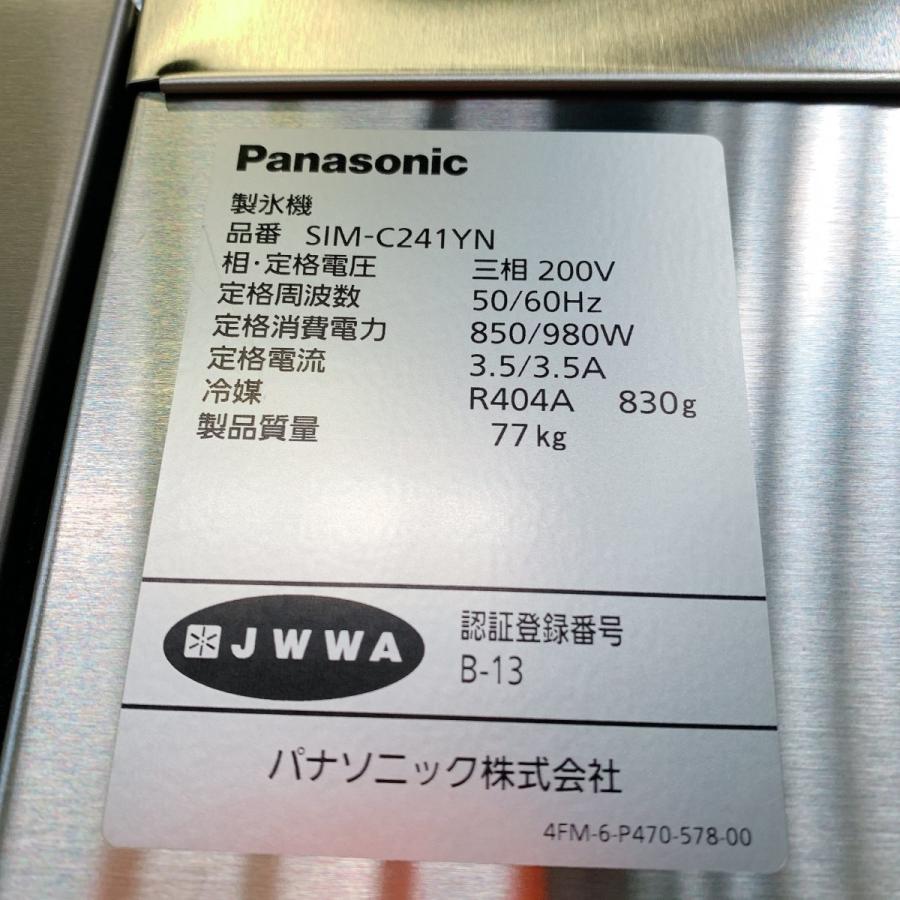 Panasonic
製氷機
品番 SIM-C241YN
相・定格電圧 三相 200V
定格周波数 50/60Hz
定格消費電力 850/980W
定格電流 3.5/3.5A
冷媒 R404A 830g
製品質量 77kg
JWWA
認証登録番号
B-13
パナソニック株式会社
4FM-6-P470-578-00